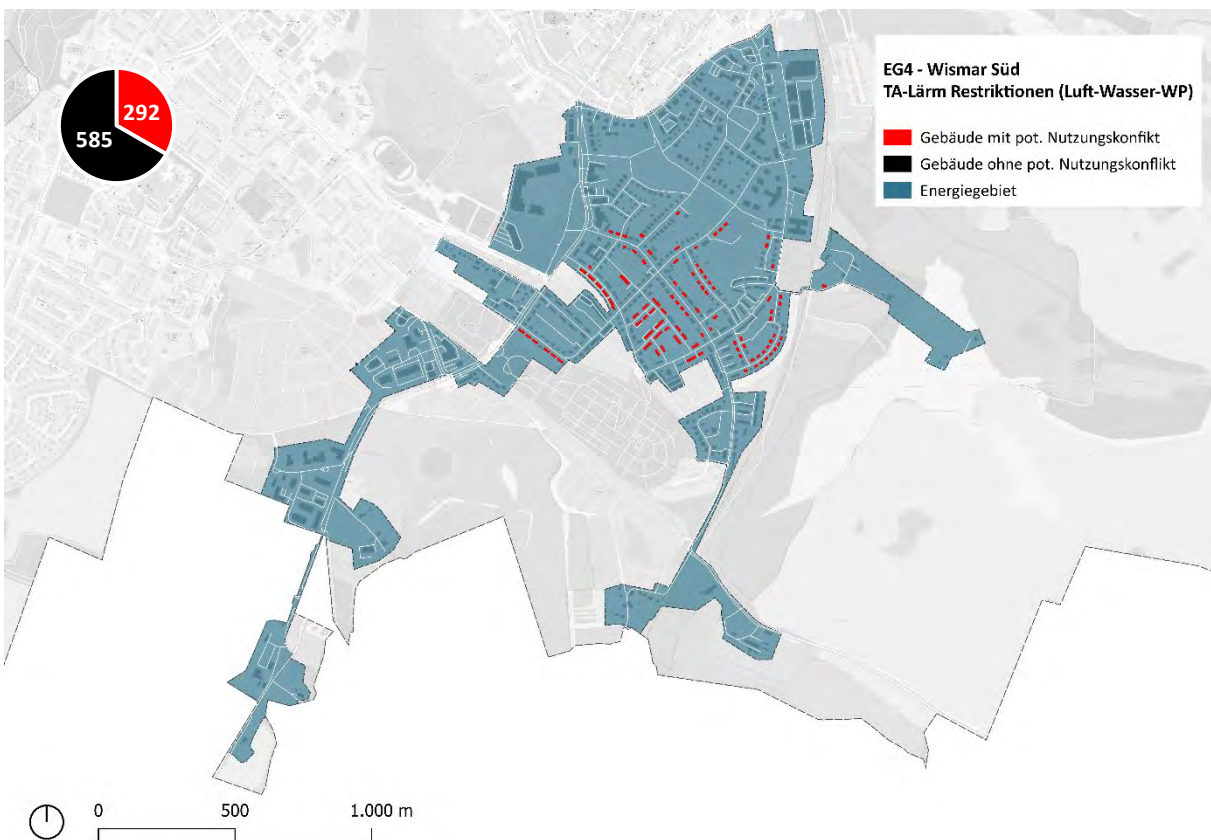 292
585
EG4 - Wismar Süd
TA-Lärm Restriktionen (Luft-Wasser-WP)
Gebäude mit pot. Nutzungskonfikt
Gebäude ohne pot. Nutzungskonflikt
Energiegebiet
0 500 1.000 m